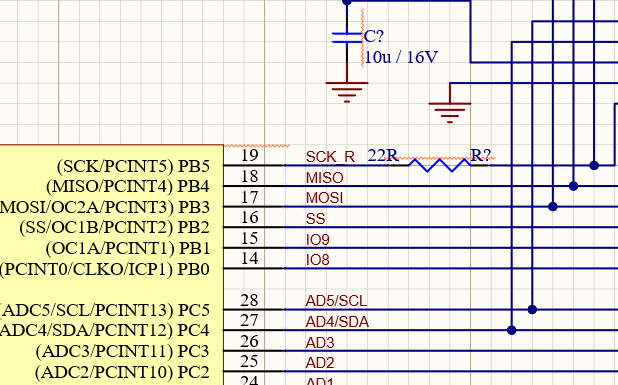 C?
10u / 16V
19 SCK_R 22R R?
(SCK/PCINT5) PB5
18 MISO
(MISO/PCINT4) PB4
17 MOSI
MOSI/OC2A/PCINT3) PB3
16 SS
(SS/OC1B/PCINT2) PB2
15 IO9
(OC1A/PCINT1) PB1
14 IO8
(PCINT0/CLKO/ICP1) PB0
28 AD5/SCL
ADC5/SCL/PCINT13) PC5
27 AD4/SDA
ADC4/SDA/PCINT12) PC4
26 AD3
(ADC3/PCINT11) PC3
25 AD2
(ADC2/PCINT10) PC2
24 AD1